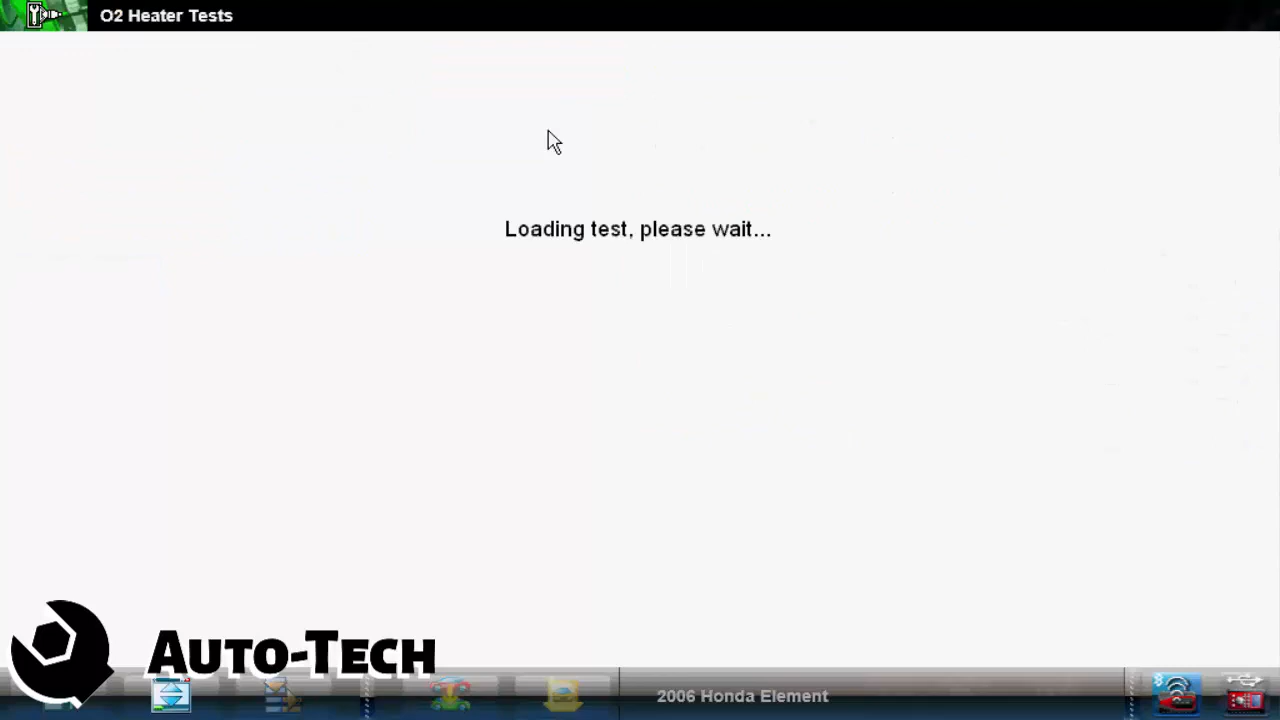 O2 Heater Tests
Loading test, please wait...
AUTO-TECH
2006 Honda Element